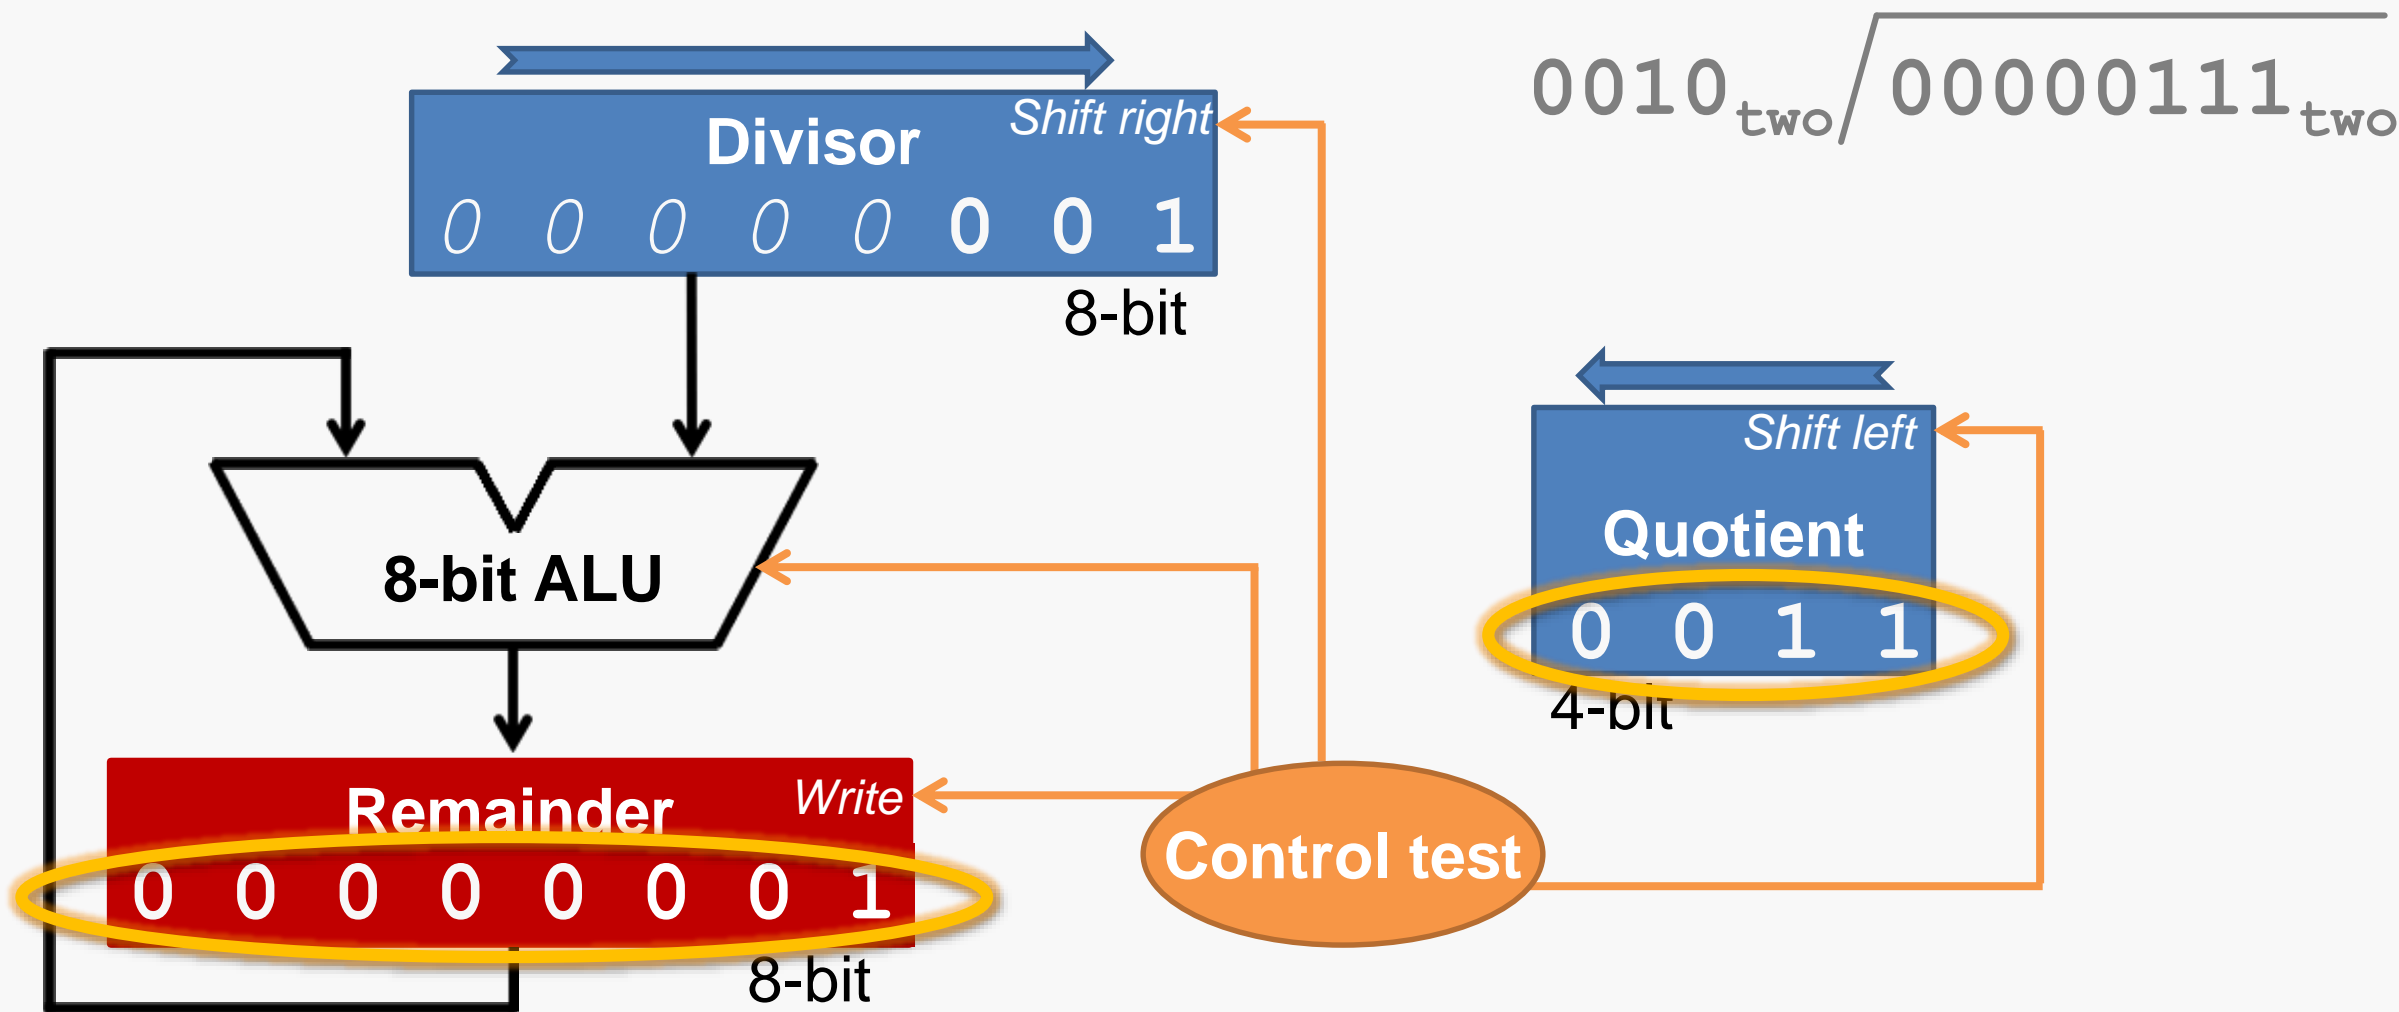 0010two/00000111two
Shift right
Divisor
0 0 0 0 0 0 0 1
8-bit
Shift left
Quotient
0 0 1 1
4-bit
8-bit ALU
Remainder
Write
0 0 0 0 0 0 0 1
8-bit
Control test